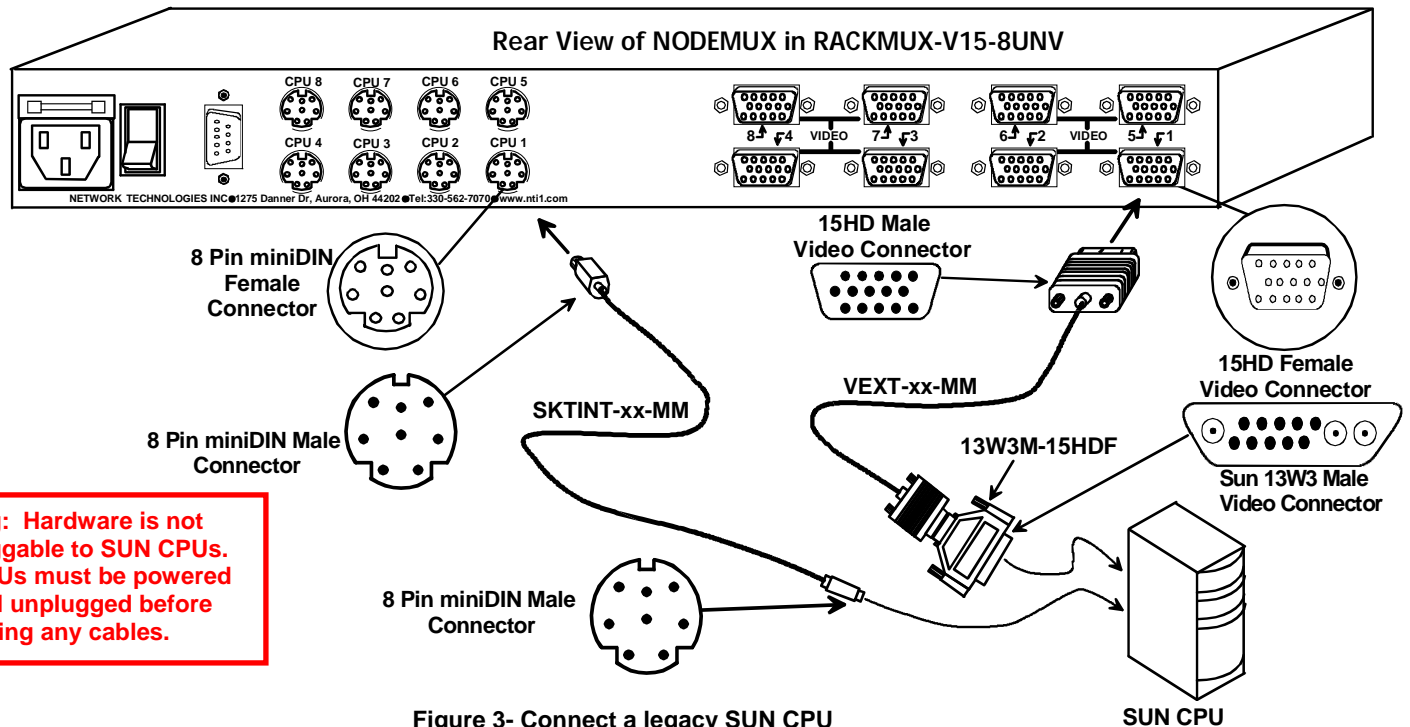 Rear View of NODEMUX in RACKMUX-V15-8UNV
CPU 8 CPU 7 CPU 6 CPU 5
CPU 4 CPU 3 CPU 2 CPU 1
8 4 VIDEO 7 3 6 2 VIDEO 5 1
NETWORK TECHNOLOGIES INC●1275 Danner Dr, Aurora, OH 44202 ●Tel:330-562-7070●www.nti1.com
8 Pin miniDIN
Female
Connector
15HD Male
Video Connector
15HD Female
Video Connector
VEXT-xx-MM
SKTINT-xx-MM
8 Pin miniDIN Male
Connector
13W3M-15HDF
Sun 13W3 Male
Video Connector
: Hardware is not
ggable to SUN CPUs.
Us must be powered
unplugged before
ing any cables.
8 Pin miniDIN Male
Connector
SUN CPU
Figure 3- Connect a legacy SUN CPU